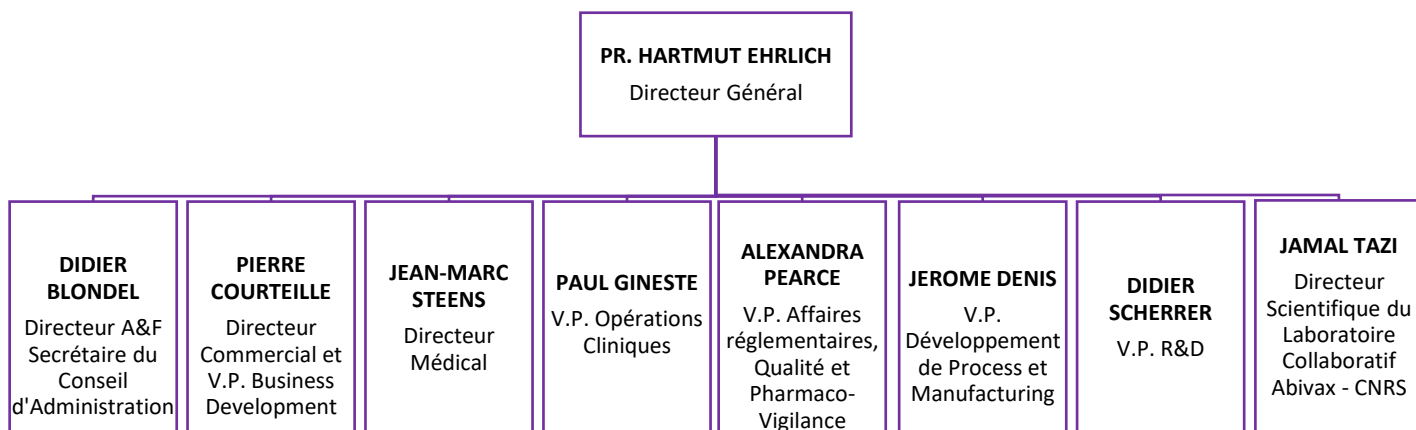 PR. HARTMUT EHRLICH
Directeur Général
DIDIER
BLONDEL
Directeur A&F
Secrétaire du
Conseil
d'Administration
PIERRE
COURTEILLE
Directeur
Commercial et
V.P. Business
Development
JEAN-MARC
STEENS
Directeur
Médical
PAUL GINESTE
V.P. Opérations
Cliniques
ALEXANDRA
PEARCE
V.P. Affaires
réglementaires,
Qualité et
Pharmaco-
Vigilance
JEROME DENIS
V.P.
Développement
de Process et
Manufacturing
DIDIER
SCHERRER
V.P. R&D
JAMAL TAZI
Directeur
Scientifique du
Laboratoire
Collaboratif
Abivax - CNRS